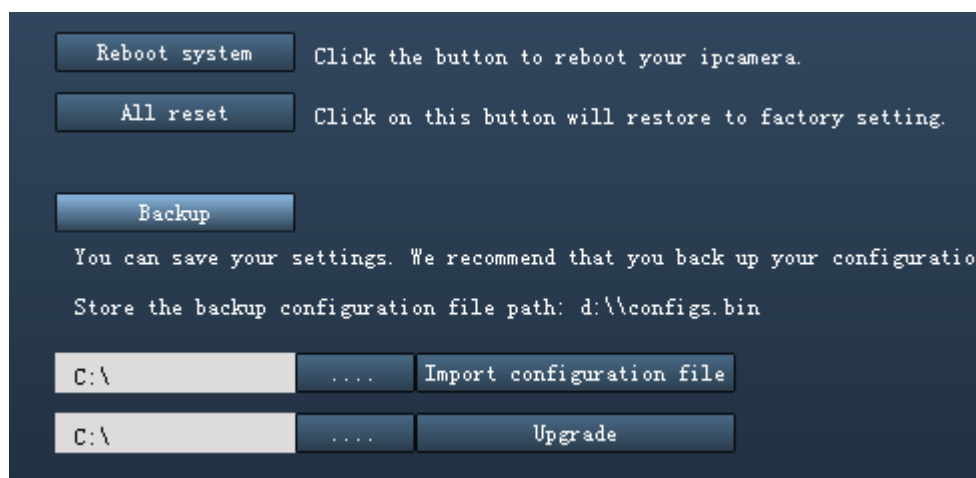 Reboot system Click the button to reboot your ipcamera.
All reset Click on this button will restore to factory setting.
Backup
You can save your settings. We recommend that you back up your configuratio
Store the backup configuration file path: d:\\configs.bin
C:\ .... Import configuration file
C:\ .... Upgrade